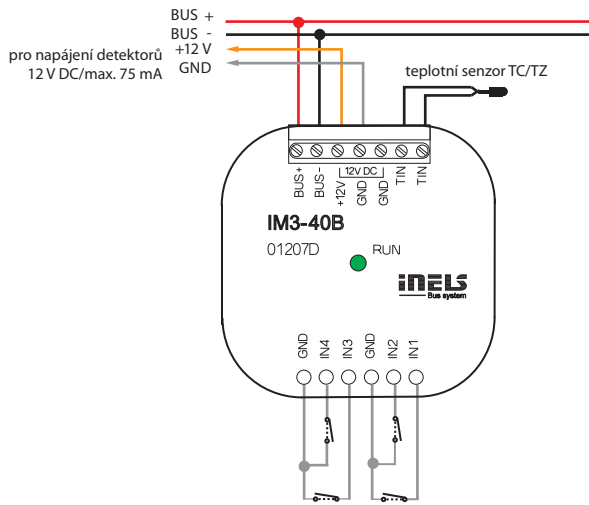 BUS +
BUS -
+12 V
GND
pro napájení detektorů
12 V DC/max. 75 mA
teplotní senzor TC/TZ
BUS+
BUS-
+12V
GND
GND
TIN
TIN
12V DC
IM3-40B
01207D
RUN
iNELS
Bus system
GND
IN4
IN3
GND
IN2
IN1